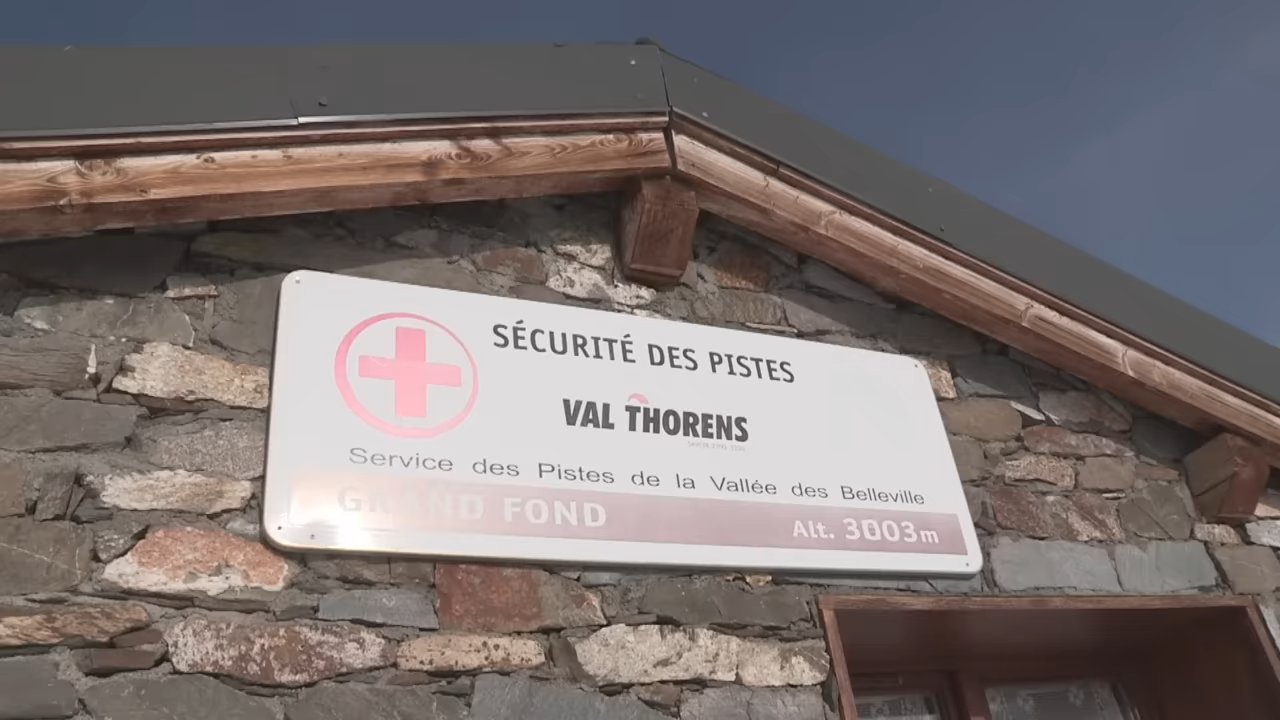 SÉCURITÉ DES PISTES
VAL THORENS
Service des Pistes de la Vallée des Belleville
GRAND FOND
Alt. 3003m